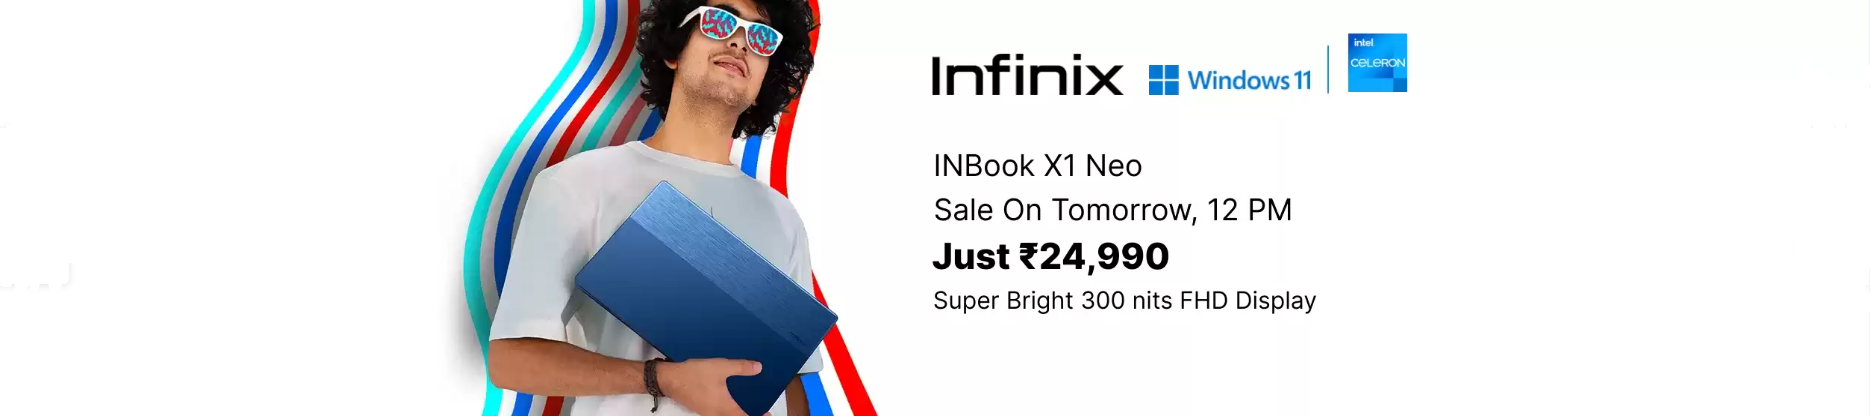 Infinix Windows 11 intel CELERON
INBook X1 Neo
Sale On Tomorrow, 12 PM
Just ₹24,990
Super Bright 300 nits FHD Display